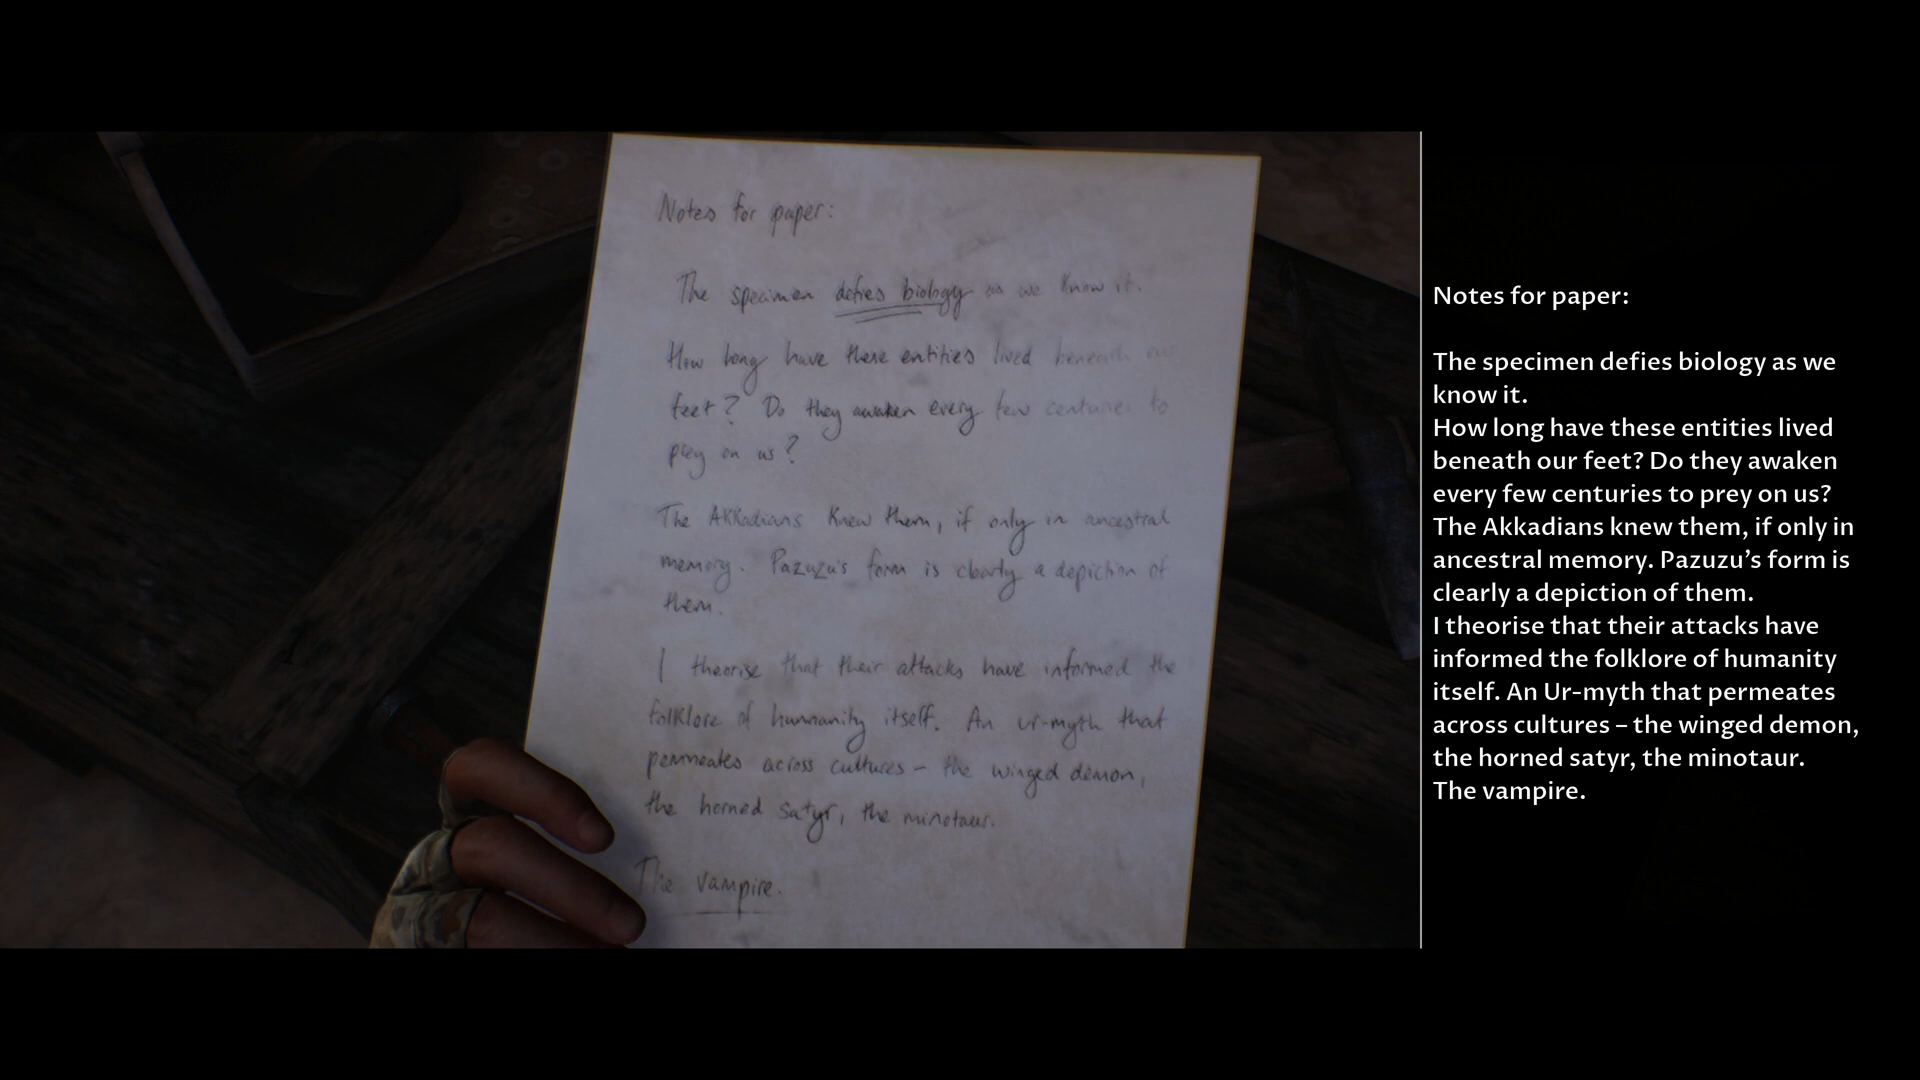 Notes for paper:
The specimen defies biology as we know it.
How long have these entities lived beneath our
feet? Do they awaken every few centuries to
prey on us?
The Akkadians knew them, if only in ancestral
memory. Pazuzu's form is clearly a depiction of
them.
I theorise that their attacks have informed the
folklore of humanity itself. An ur-myth that
permeates across cultures – the winged demon,
the horned satyr, the minotaur.
The vampire.
Notes for paper:
The specimen defies biology as we
know it.
How long have these entities lived
beneath our feet? Do they awaken
every few centuries to prey on us?
The Akkadians knew them, if only in
ancestral memory. Pazuzu’s form is
clearly a depiction of them.
I theorise that their attacks have
informed the folklore of humanity
itself. An Ur-myth that permeates
across cultures – the winged demon,
the horned satyr, the minotaur.
The vampire.